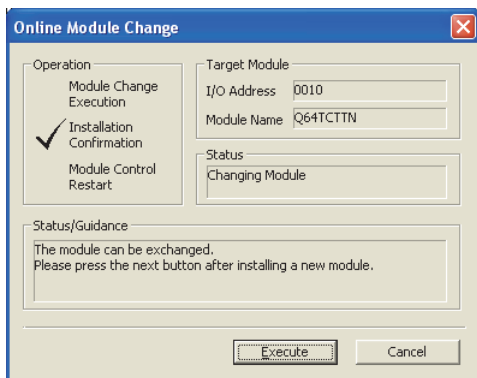 Online Module Change
Operation
Module Change
Execution
Installation
Confirmation
Module Control
Restart
Target Module
I/O Address 0010
Module Name Q64TCTTN
Status
Changing Module
Status/Guidance
The module can be exchanged.
Please press the next button after installing a new module.
Execute
Cancel